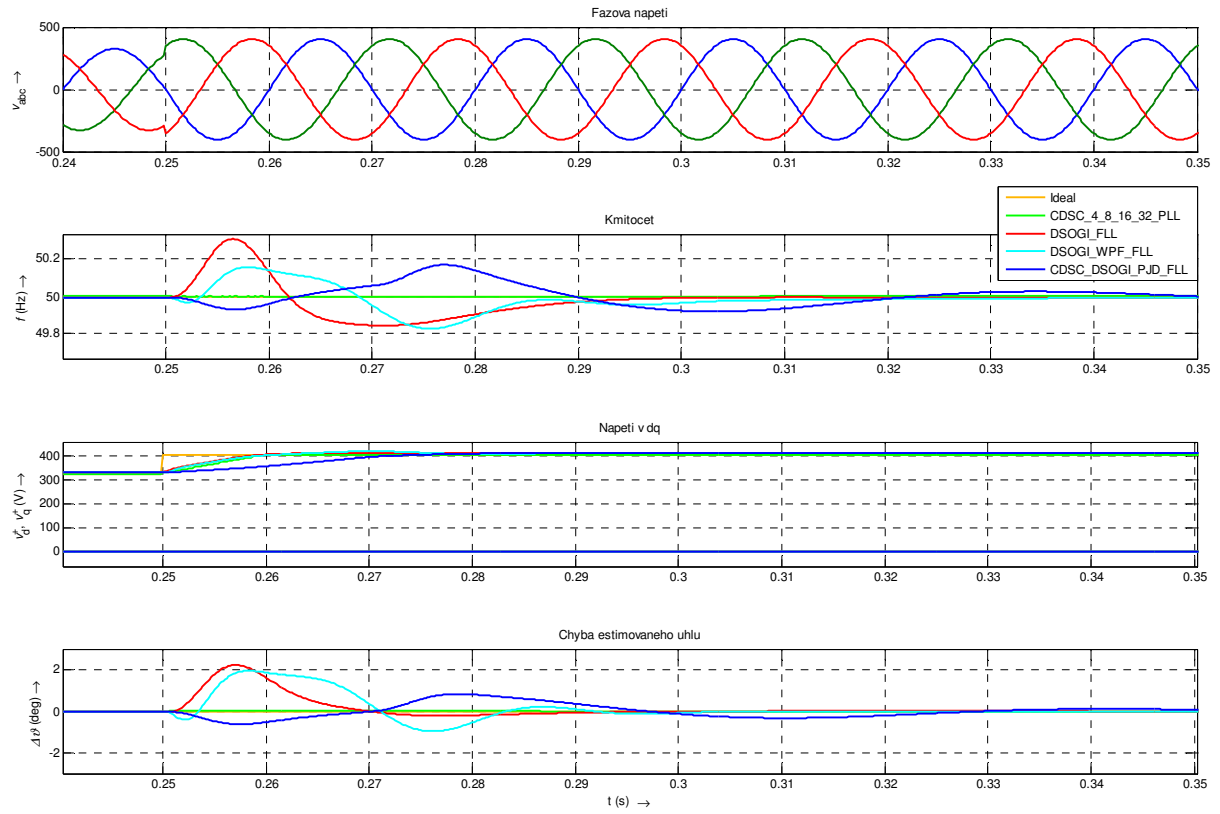 Fazova napeti
500
0
-500
v_abc →
0.24 0.25 0.26 0.27 0.28 0.29 0.3 0.31 0.32 0.33 0.34 0.35
Ideal
CDSC_4_8_16_32_PLL
DSOGI_FLL
DSOGI_WPF_FLL
CDSC_DSOGI_PJD_FLL
Kmitocet
50.2
50
49.8
f (Hz) →
0.25 0.26 0.27 0.28 0.29 0.3 0.31 0.32 0.33 0.34 0.35
Napeti v dq
400
300
200
100
0
v_d^+, v_q^+ (V) →
0.25 0.26 0.27 0.28 0.29 0.3 0.31 0.32 0.33 0.34 0.35
Chyba estimovaneho uhlu
2
0
-2
Δϑ (deg) →
0.25 0.26 0.27 0.28 0.29 0.3 0.31 0.32 0.33 0.34 0.35
t (s) →